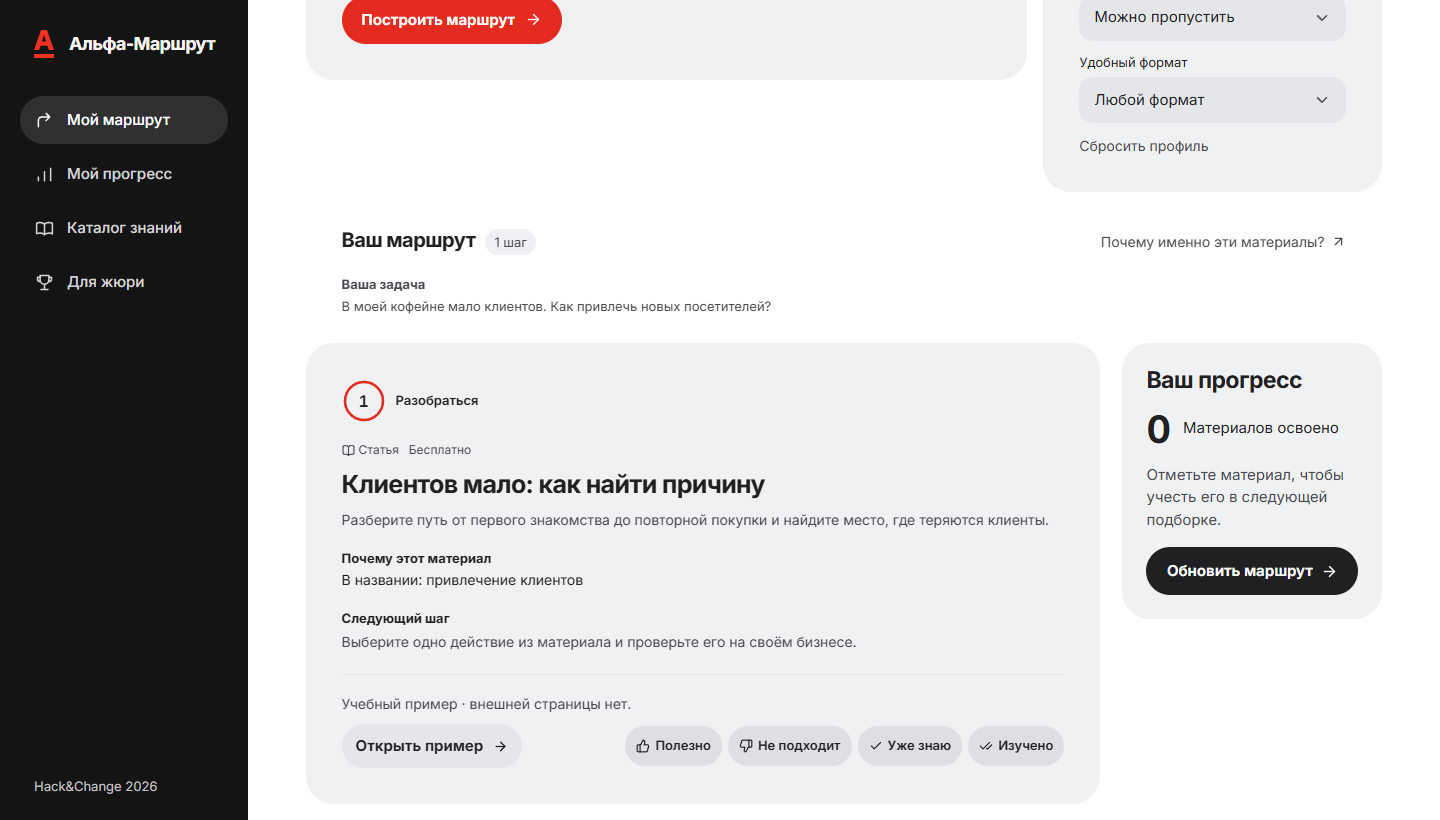 Альфа-Маршрут
Мой маршрут
Мой прогресс
Каталог знаний
Для жюри
Hack&Change 2026
Построить маршрут
Можно пропустить
Удобный формат
Любой формат
Сбросить профиль
Ваш маршрут
1 шаг
Почему именно эти материалы?
Ваша задача
В моей кофейне мало клиентов. Как привлечь новых посетителей?
1
Разобраться
Статья Бесплатно
Клиентов мало: как найти причину
Разберите путь от первого знакомства до повторной покупки и найдите место, где теряются клиенты.
Почему этот материал
В названии: привлечение клиентов
Следующий шаг
Выберите одно действие из материала и проверьте его на своём бизнесе.
Учебный пример · внешней страницы нет.
Открыть пример
Полезно
Не подходит
Уже знаю
Изучено
Ваш прогресс
0 Материалов освоено
Отметьте материал, чтобы
учесть его в следующей
подборке.
Обновить маршрут